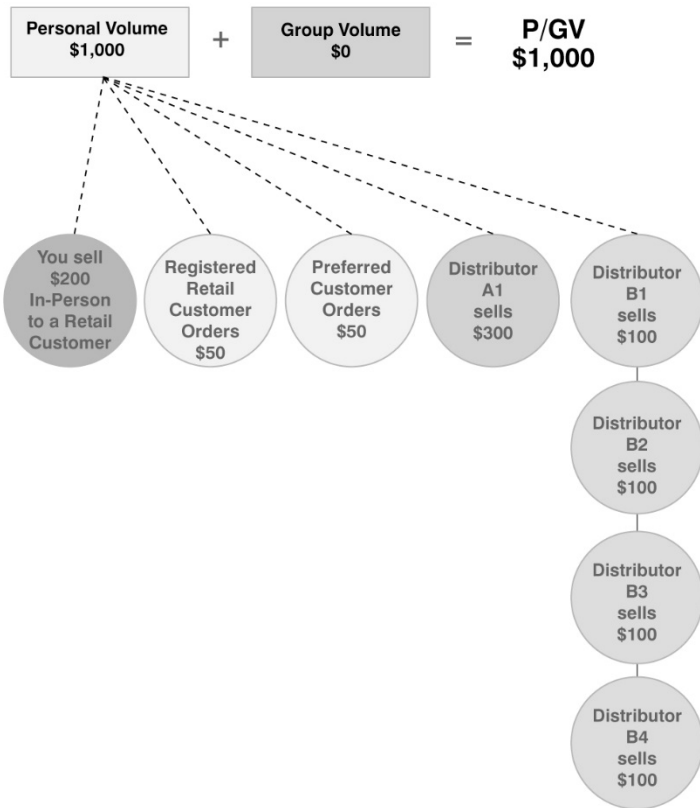 Personal Volume
$1,000
+
Group Volume
$0
=
P/GV
$1,000
You sell
$200
In-Person
to a Retail
Customer
Registered
Retail
Customer
Orders
$50
Preferred
Customer
Orders
$50
Distributor
A1
sells
$300
Distributor
B1
sells
$100
Distributor
B2
sells
$100
Distributor
B3
sells
$100
Distributor
B4
sells
$100